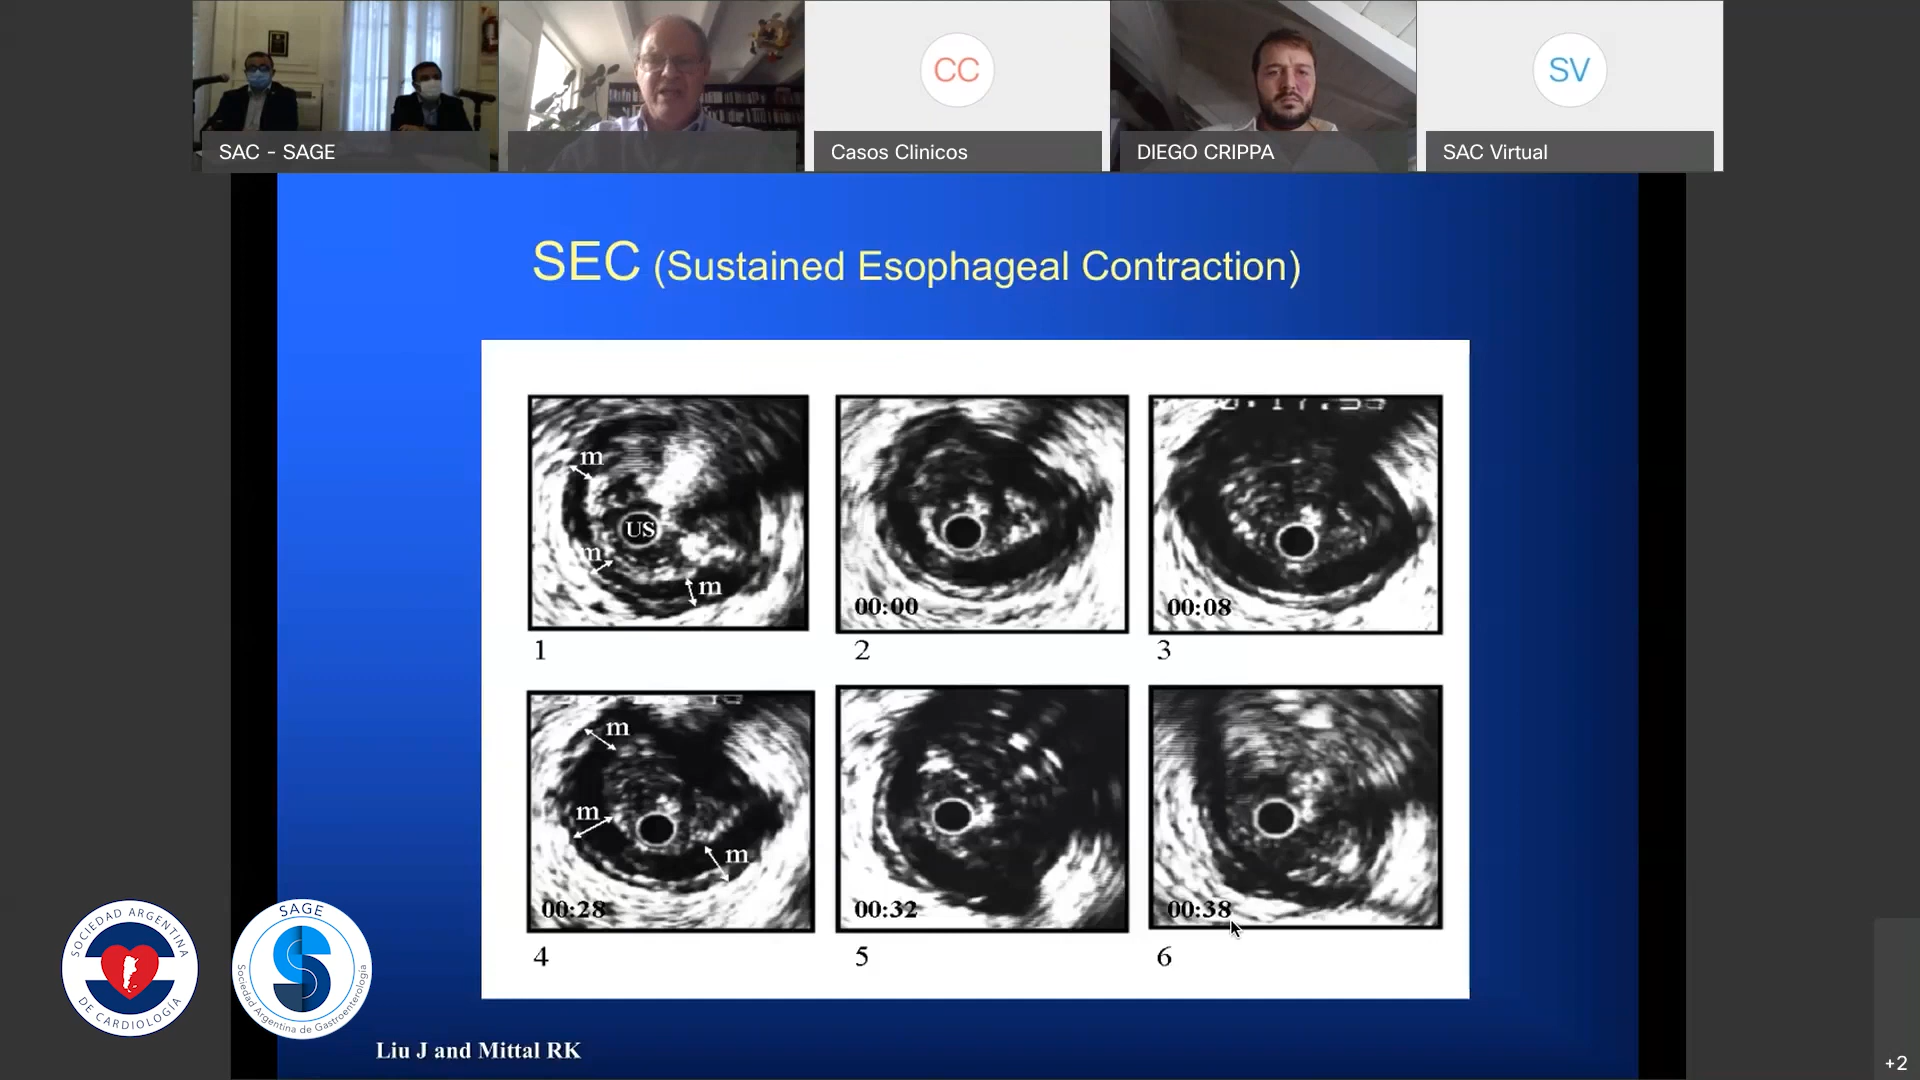 SAC - SAGE
CC
Casos Clinicos
DIEGO CRIPPA
SV
SAC Virtual
SEC (Sustained Esophageal Contraction)
m
US
m
m
1
00:00
2
00:08
3
m
m
m
00:28
4
00:32
5
00:38
6
SOCIEDAD ARGENTINA
DE CARDIOLOGÍA
SAGE
S
Sociedad Argentina de Gastroenterología
Liu J and Mittal RK
+2